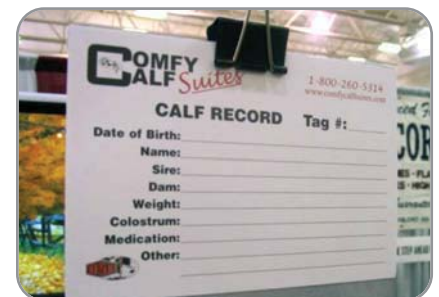 COMFY
CALF Suites
1-800-260-5314
www.comfycalfsuites.com
CALF RECORD Tag #:
Date of Birth:
Name:
Sire:
Dam:
Weight:
Colostrum:
Medication:
Other: